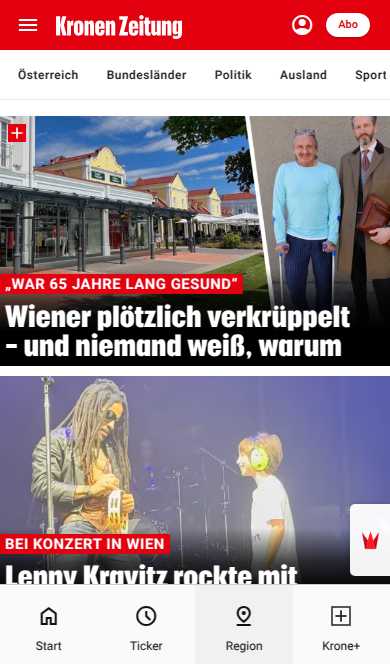 Kronen Zeitung
Abo
Österreich Bundesländer Politik Ausland Sport
„WAR 65 JAHRE LANG GESUND“
Wiener plötzlich verkrüppelt
– und niemand weiß, warum
BEI KONZERT IN WIEN
Lenny Kravitz rockte mit
Start Ticker Region Krone+